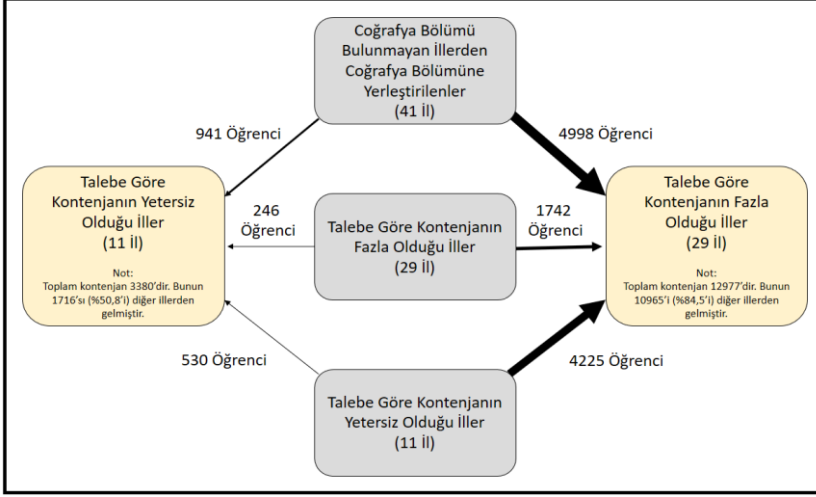 Coğrafya Bölümü
Bulunmayan İllerden
Coğrafya Bölümüne
Yerleştirilenler
(41 İl)
941 Öğrenci
4998 Öğrenci
Talebe Göre
Kontenjanın Yetersiz
Olduğu İller
(11 İl)
Not:
Toplam kontenjan 3380'dir. Bunun
1716'sı (%50,8'i) diğer illerden
gelmiştir.
246
Öğrenci
Talebe Göre Kontenjanın
Fazla Olduğu İller
(29 İl)
1742
Öğrenci
Talebe Göre
Kontenjanın Fazla
Olduğu İller
(29 İl)
Not:
Toplam kontenjan 12977'dir. Bunun
10965'i (%84,5'i) diğer illerden
gelmiştir.
530 Öğrenci
4225 Öğrenci
Talebe Göre Kontenjanın
Yetersiz Olduğu İller
(11 İl)